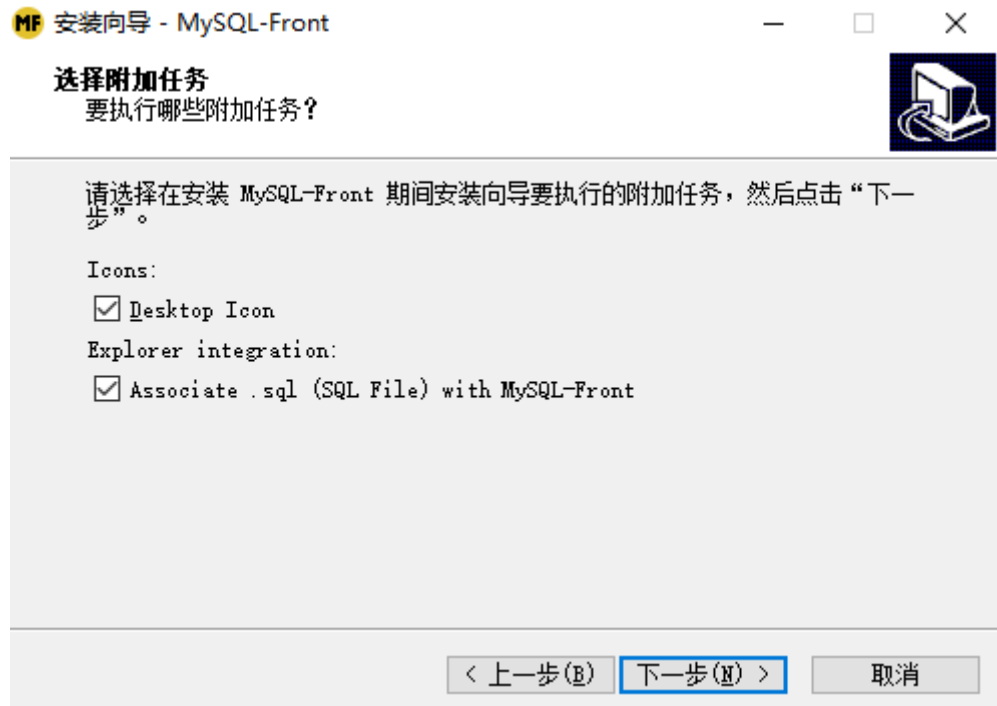 MF 安装向导 - MySQL-Front
选择附加任务
要执行哪些附加任务?
请选择在安装 MySQL-Front 期间安装向导要执行的附加任务，然后点击“下一
步”。
Icons:
Desktop Icon
Explorer integration:
Associate .sql (SQL File) with MySQL-Front
< 上一步(B) 下一步(N) > 取消